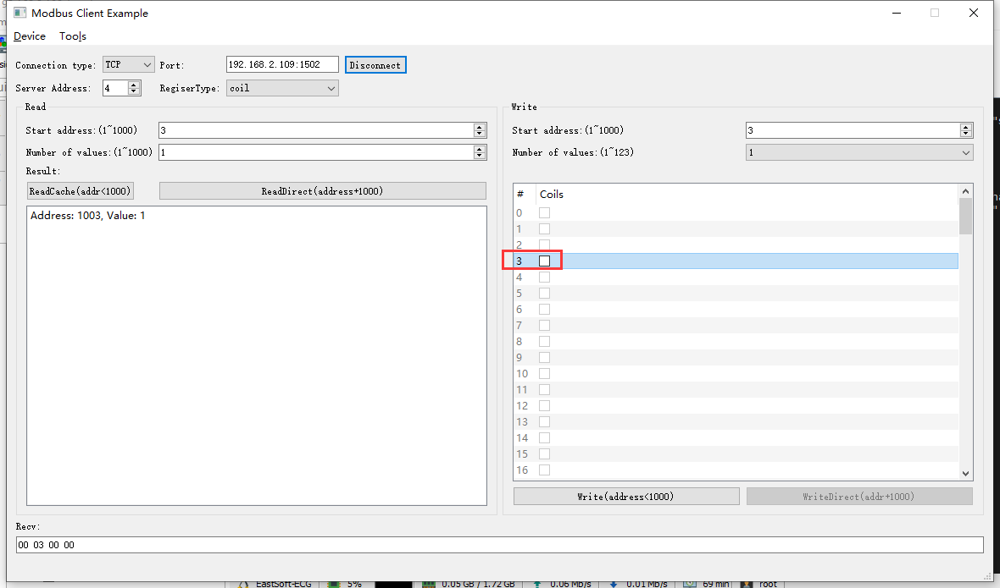 Modbus Client Example
Device Tools
Connection type: TCP Port: 192.168.2.109:1502 Disconnect
Server Address: 4 RegiserType: coil
Read
Start address:(1~1000) 3
Number of values:(1~1000) 1
Result:
ReadCache(addr<1000) ReadDirect(address+1000)
Address: 1003, Value: 1
Write
Start address:(1~1000) 3
Number of values:(1~123) 1
# Coils
0
1
2
3
4
5
6
7
8
9
10
11
12
13
14
15
16
Write(address<1000) WriteDirect(addr+1000)
Recv:
00 03 00 00
EastSoft-ECG 5% 0.05 GB / 1.72 GB 0.06 Mb/s 0.01 Mb/s 69 min root